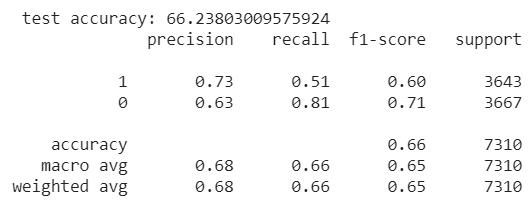 test accuracy: 66.23803009575924
precision recall f1-score support
1 0.73 0.51 0.60 3643
0 0.63 0.81 0.71 3667
accuracy 0.66 7310
macro avg 0.68 0.66 0.65 7310
weighted avg 0.68 0.66 0.65 7310